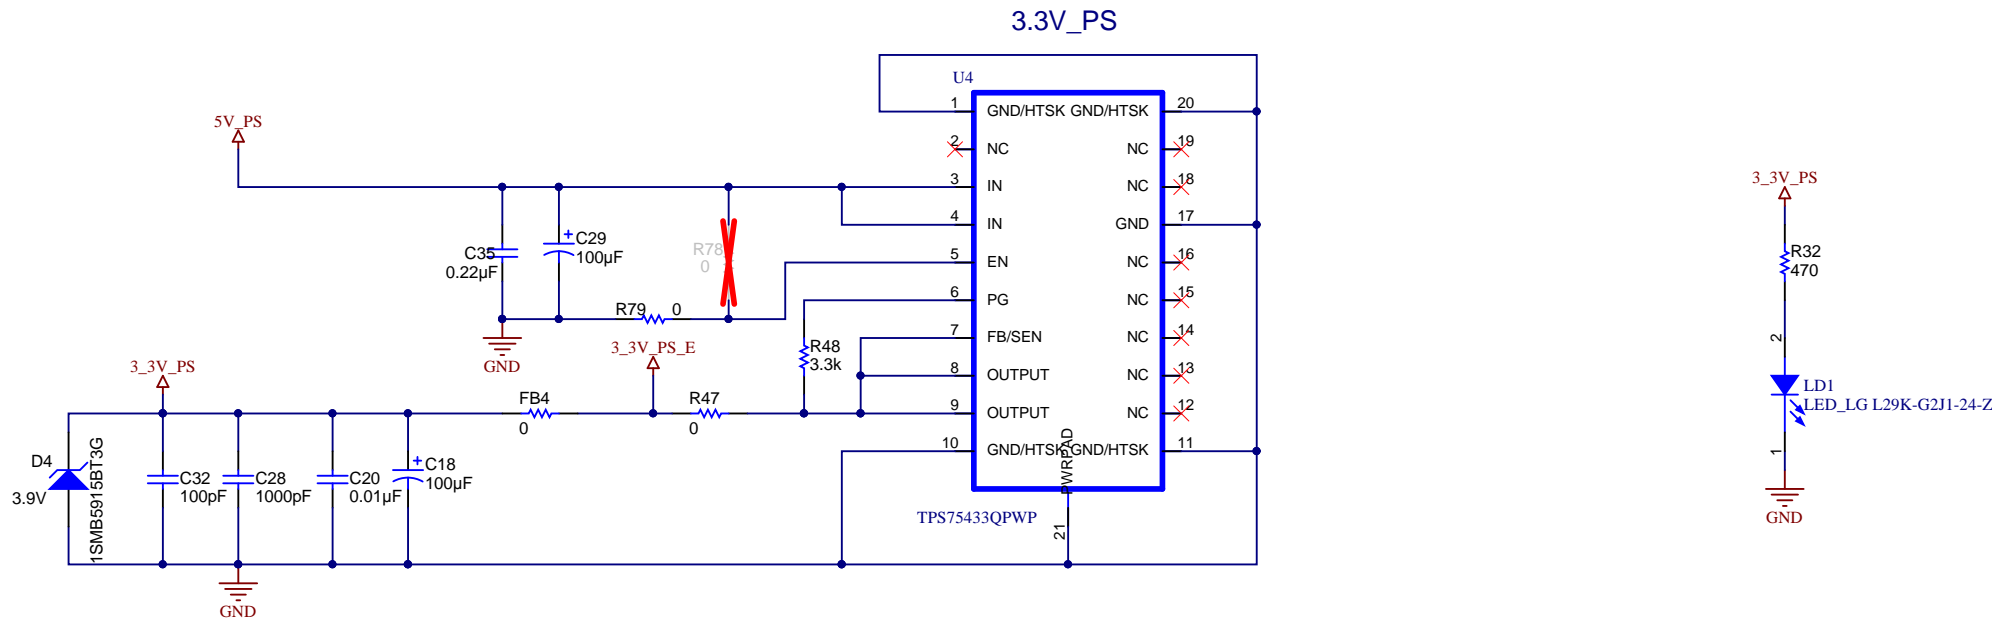 3.3V_PS
U4
1 GND/HTSK GND/HTSK 20
5V_PS
2 NC NC 19
3 IN NC 18
3_3V_PS
4 IN GND 17
C35
0.22µF
C29
100µF
R78
0
5 EN NC 16
R32
470
6 PG NC 15
R79 0
7 FB/SEN NC 14
GND
3_3V_PS_E
R48
3.3k
2
3_3V_PS
8 OUTPUT NC 13
LD1
LED_LG L29K-G2J1-24-Z
FB4
0
R47
0
9 OUTPUT NC 12
10 GND/HTSK GND/HTSK 11
PWRPAD
1
D4
3.9V
1SMB5915BT3G
C32
100pF
C28
1000pF
C20
0.01µF
C18
100µF
TPS75433QPWP
21
GND
GND